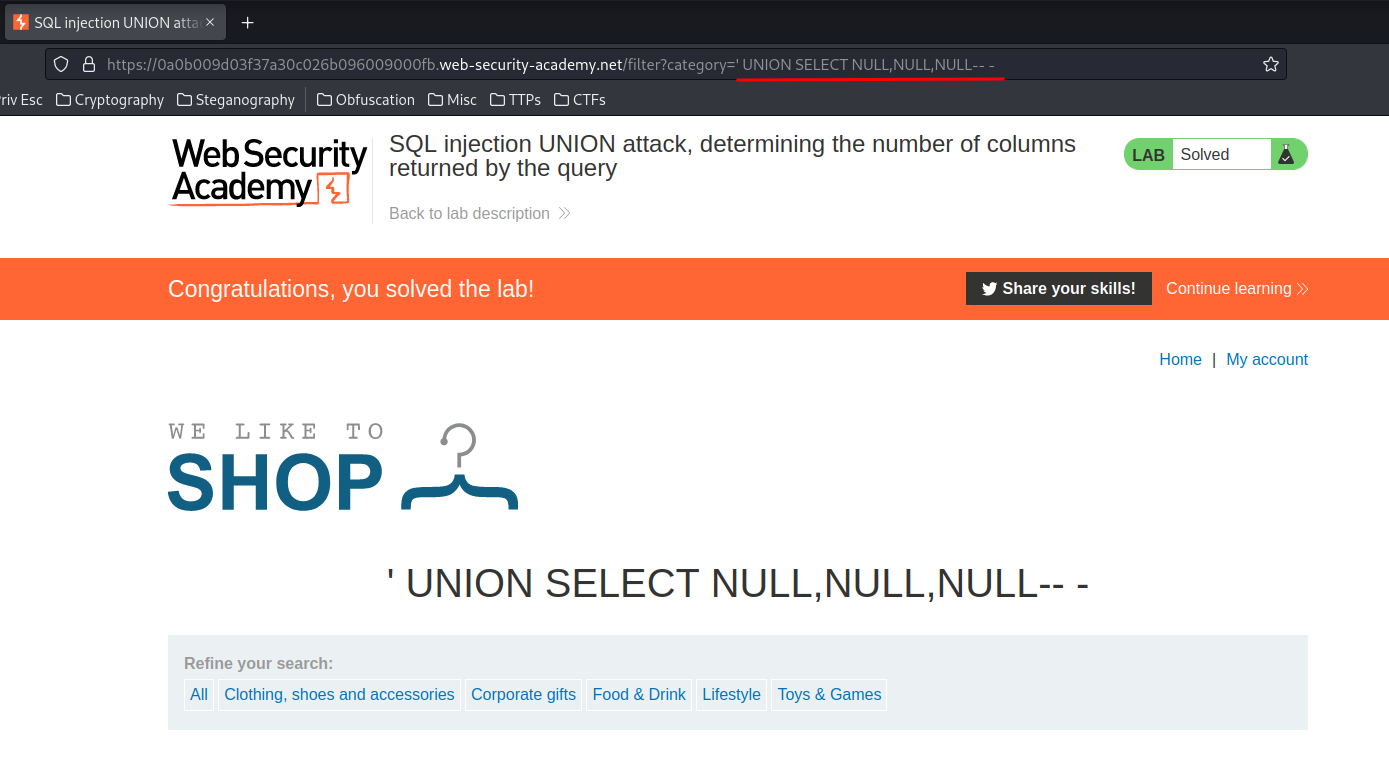 SQL injection UNION atta
https://0a0b009d03f37a30c026b096009000fb.web-security-academy.net/filter?category=' UNION SELECT NULL,NULL,NULL-- -
riv Esc Cryptography Steganography Obfuscation Misc TTPs CTFs
Web Security
Academy
SQL injection UNION attack, determining the number of columns
returned by the query
LAB Solved
Back to lab description
Congratulations, you solved the lab!
Share your skills! Continue learning
Home | My account
WE LIKE TO
SHOP
' UNION SELECT NULL,NULL,NULL-- -
Refine your search:
All Clothing, shoes and accessories Corporate gifts Food & Drink Lifestyle Toys & Games